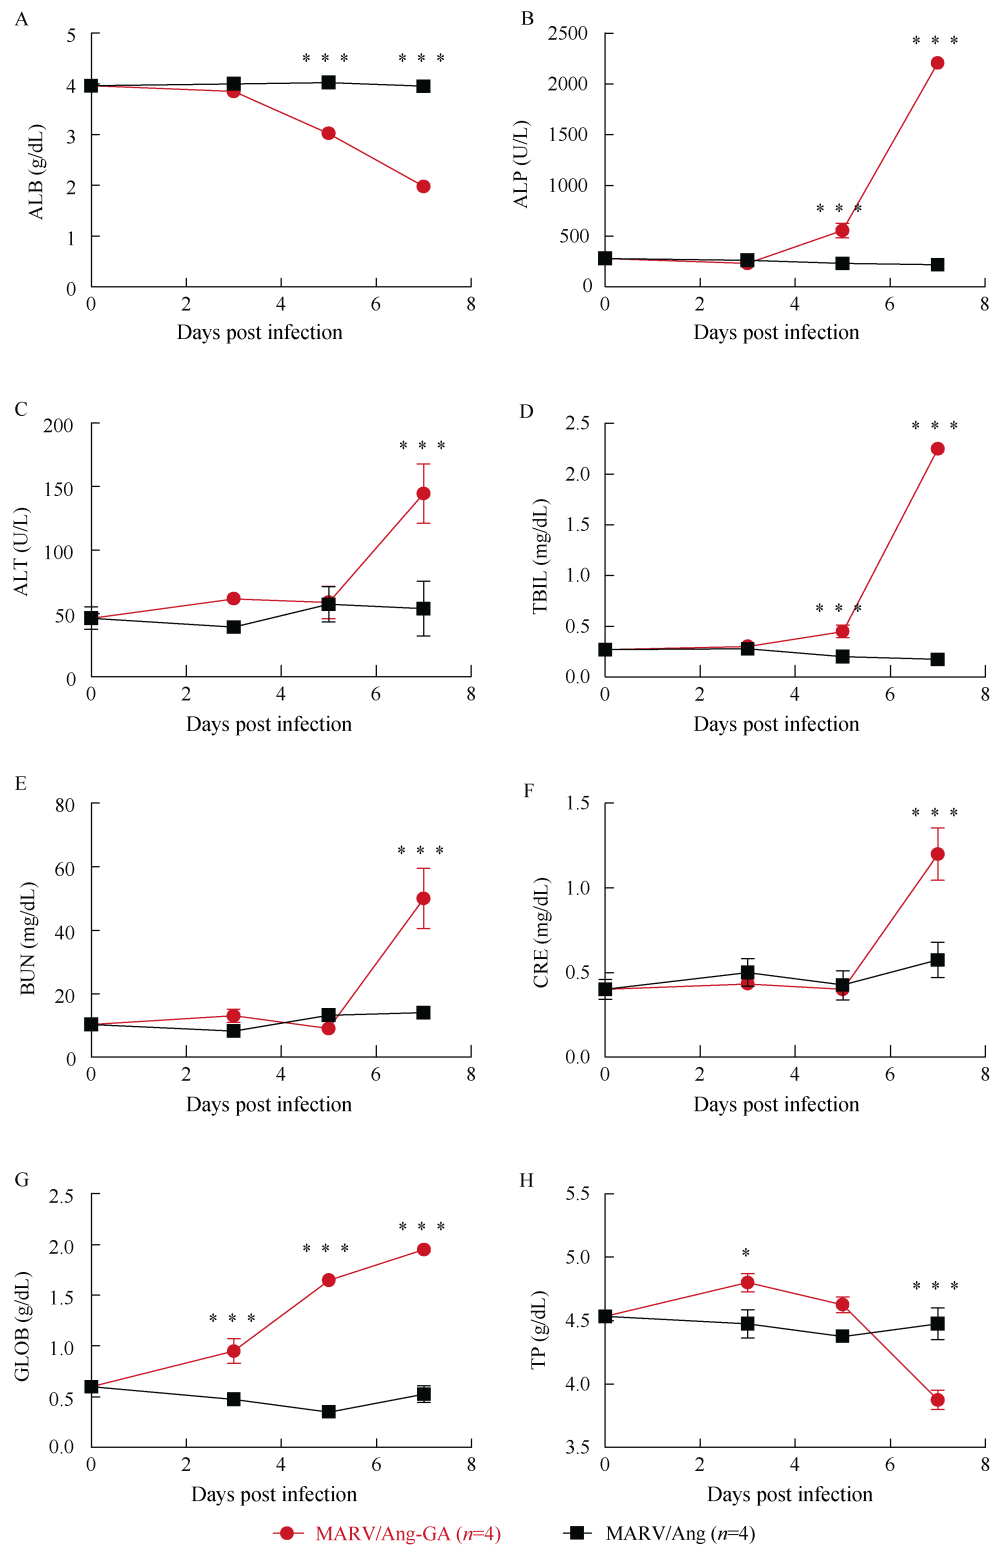 A
5
4
3
2
1
0
ALB (g/dL)
* * *
* * *
0
2
4
6
8
Days post infection
B
2500
2000
1500
1000
500
0
ALP (U/L)
* * *
* * *
0
2
4
6
8
Days post infection
C
200
150
100
50
0
ALT (U/L)
* * *
0
2
4
6
8
Days post infection
D
2.5
2.0
1.5
1.0
0.5
0.0
TBIL (mg/dL)
* * *
* * *
0
2
4
6
8
Days post infection
E
80
60
40
20
0
BUN (mg/dL)
* * *
0
2
4
6
8
Days post infection
F
1.5
1.0
0.5
0.0
CRE (mg/dL)
* * *
0
2
4
6
8
Days post infection
G
2.5
2.0
1.5
1.0
0.5
0.0
GLOB (g/dL)
* * *
* * *
* * *
0
2
4
6
8
Days post infection
H
5.5
5.0
4.5
4.0
3.5
TP (g/dL)
*
* * *
0
2
4
6
8
Days post infection
MARV/Ang-GA (n=4)
MARV/Ang (n=4)